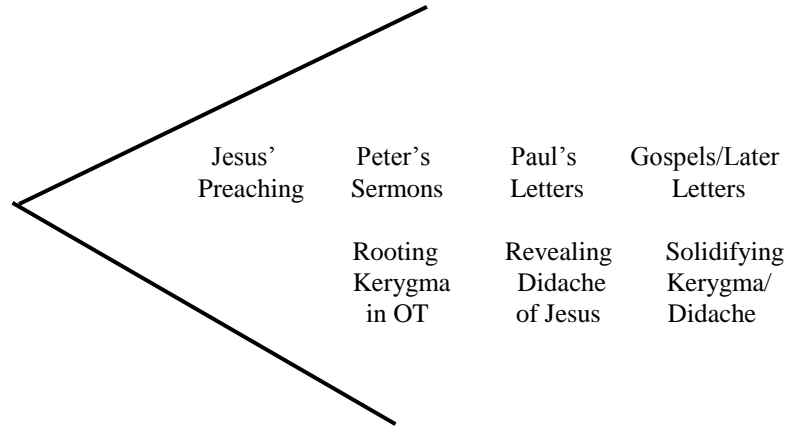 Jesus’ Peter’s Paul’s Gospels/Later
Preaching Sermons Letters Letters
Rooting Revealing Solidifying
Kerygma Didache Kerygma/
in OT of Jesus Didache